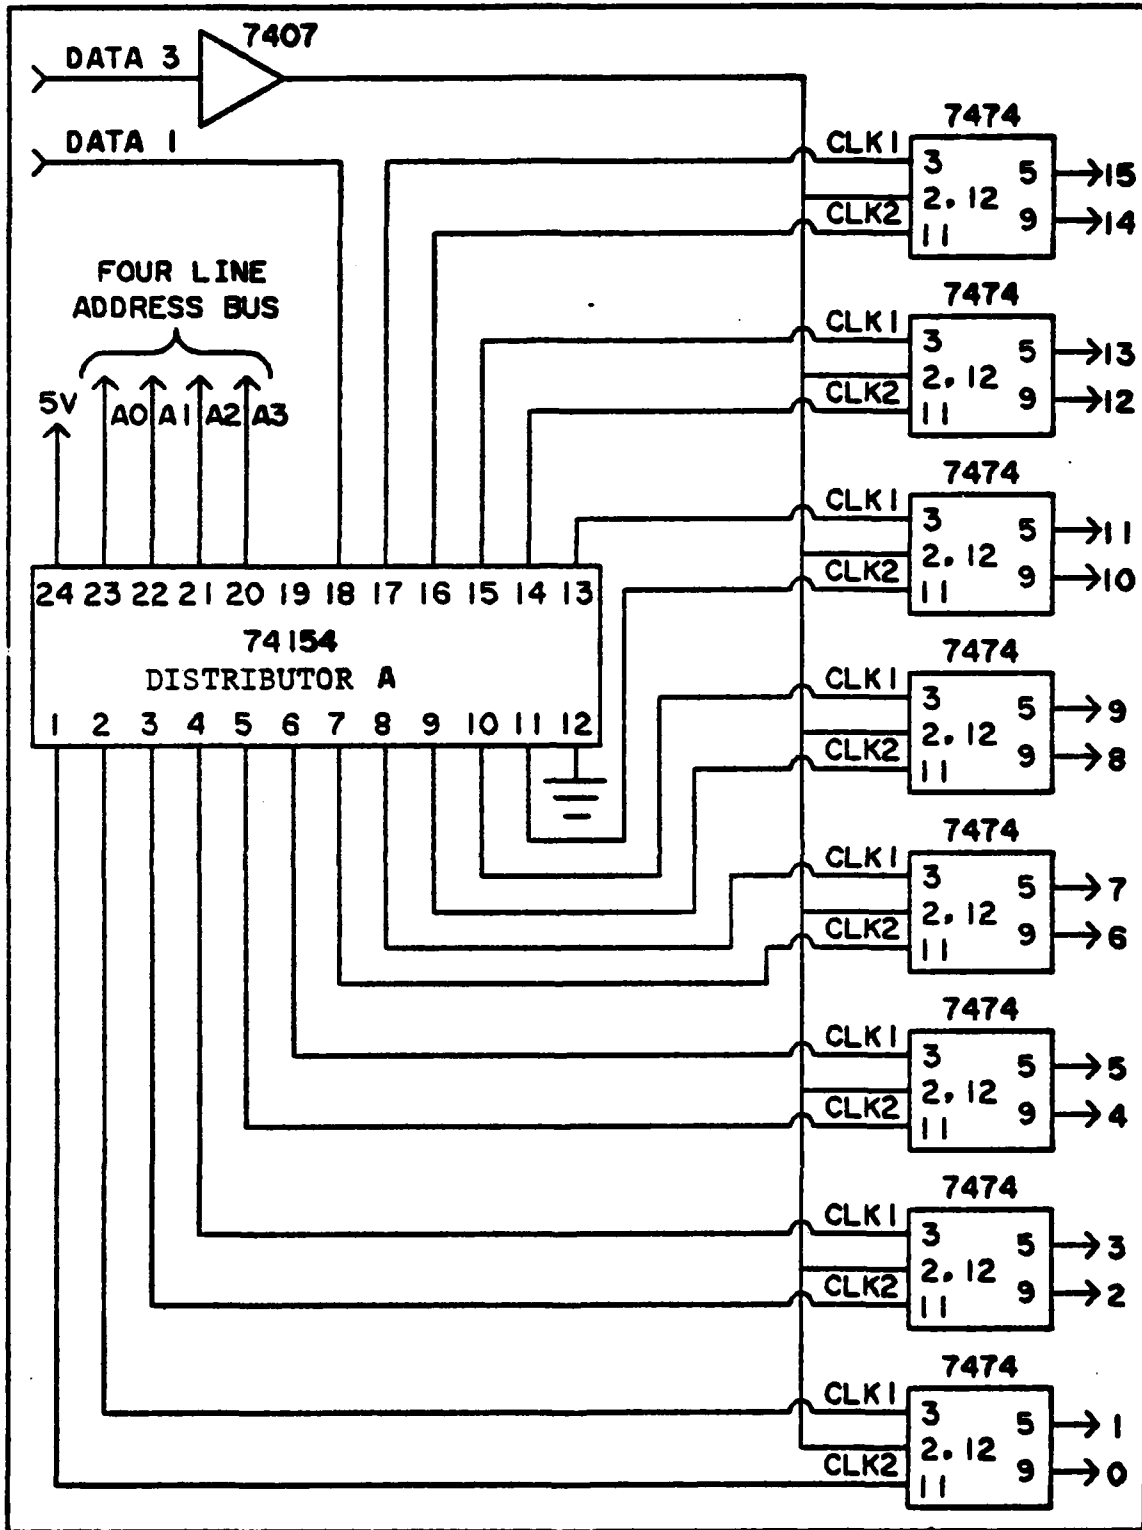 7407
DATA 3
DATA 1
FOUR LINE
ADDRESS BUS
5V
A0 A1 A2 A3
24 23 22 21 20 19 18 17 16 15 14 13
74154
DISTRIBUTOR A
1 2 3 4 5 6 7 8 9 10 11 12
7474
CLK1
3 5 15
2, 12
CLK2 9 14
11
7474
CLK1
3 5 13
2, 12
CLK2 9 12
11
7474
CLK1
3 5 11
2, 12
CLK2 9 10
11
7474
CLK1
3 5 9
2, 12
CLK2 9 8
11
7474
CLK1
3 5 7
2, 12
CLK2 9 6
11
7474
CLK1
3 5 5
2, 12
CLK2 9 4
11
7474
CLK1
3 5 3
2, 12
CLK2 9 2
11
7474
CLK1
3 5 1
2, 12
CLK2 9 0
11